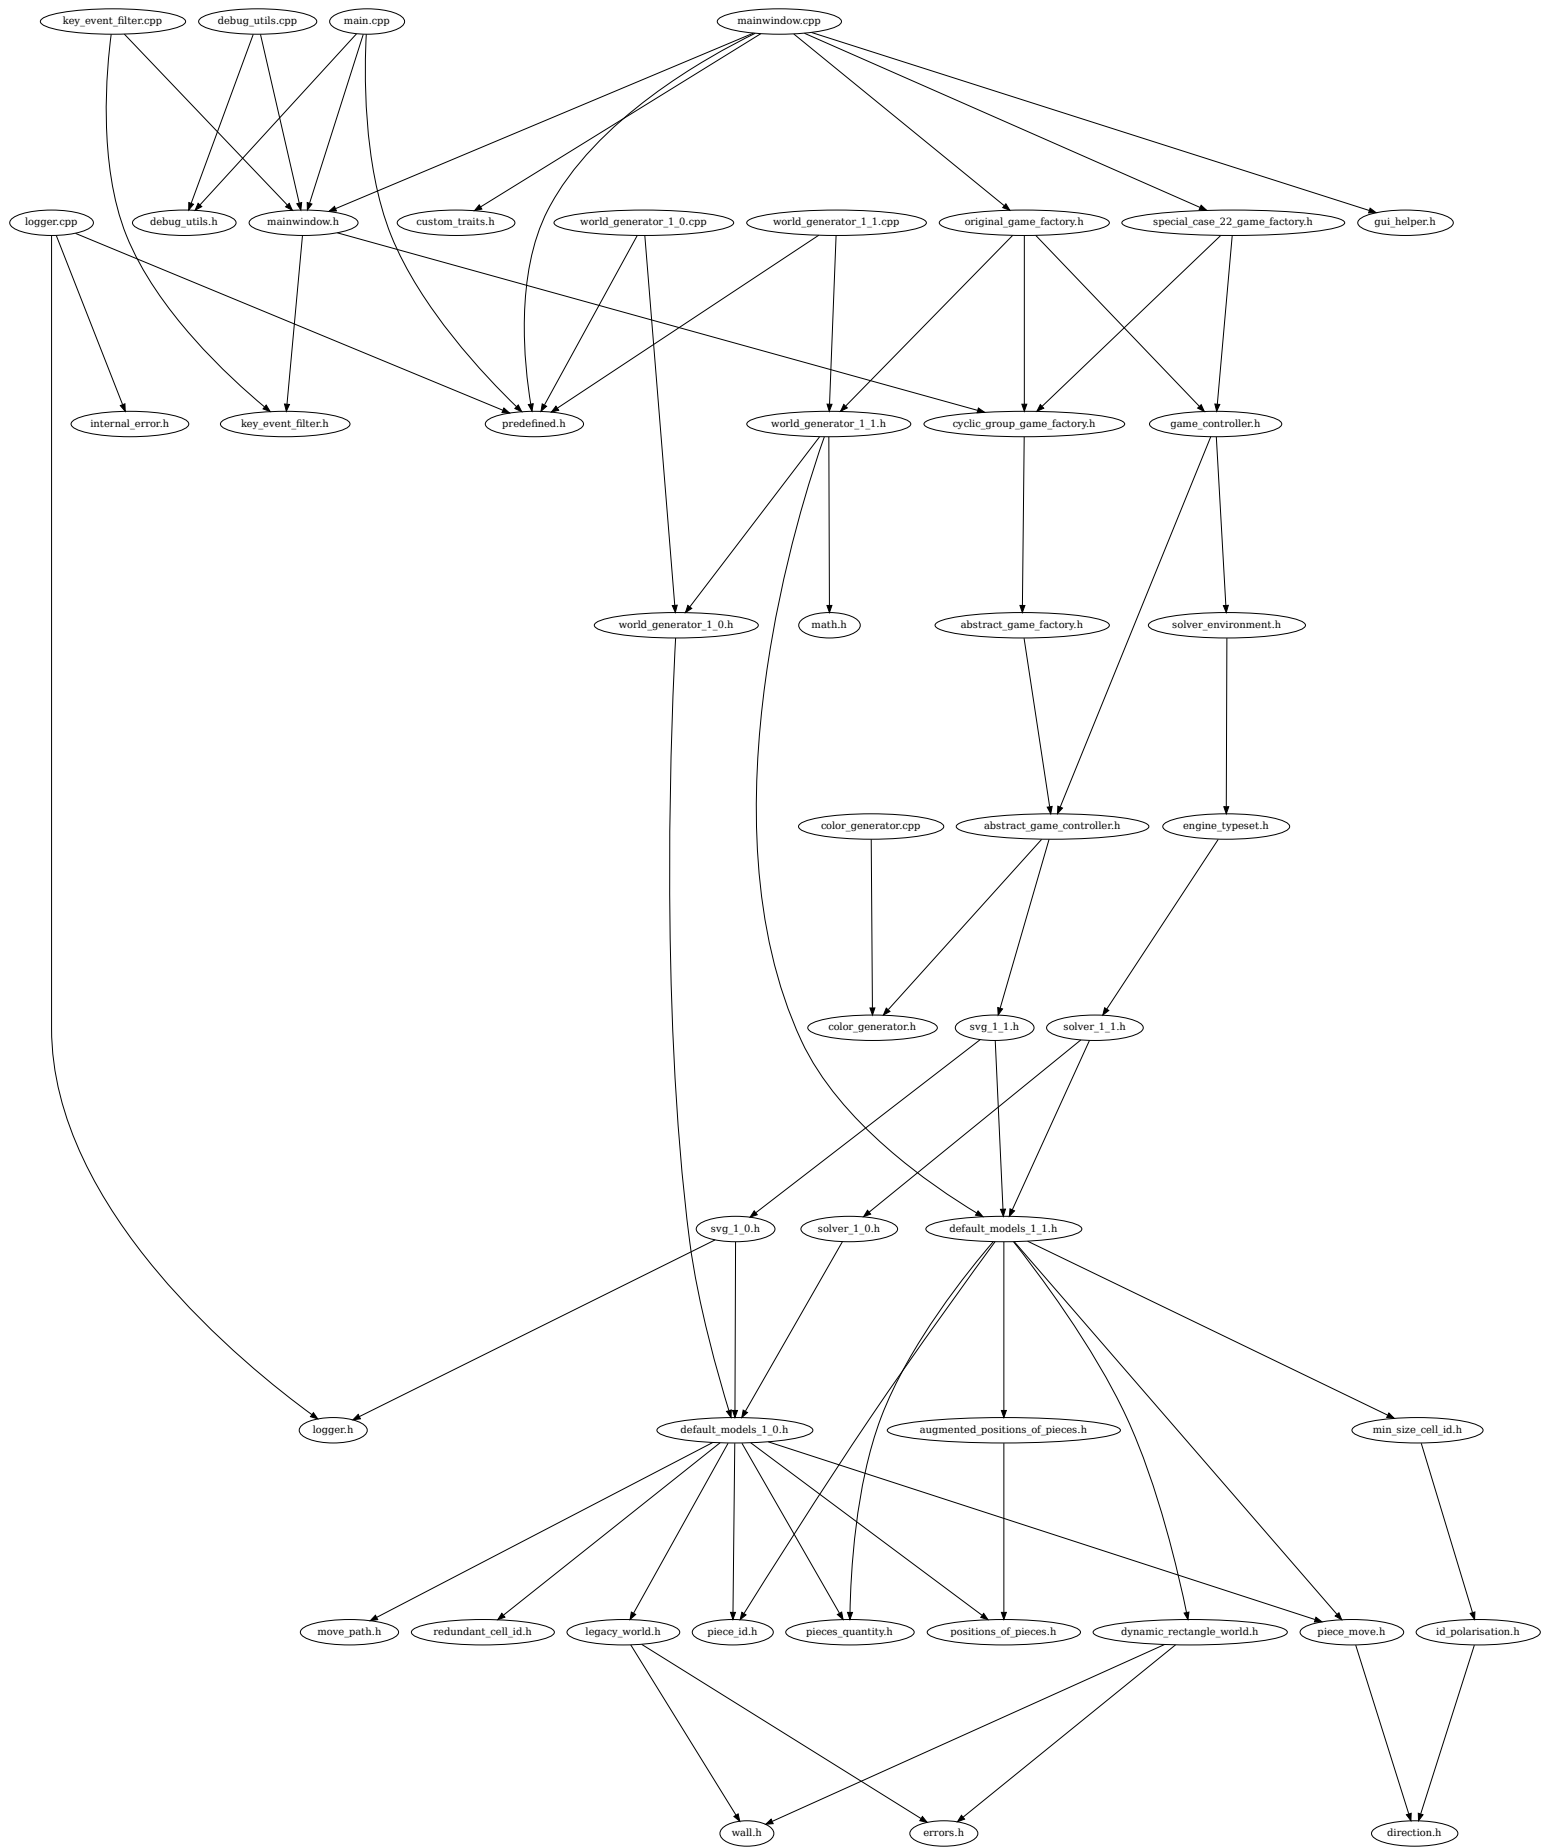 key_event_filter.cpp
debug_utils.cpp
main.cpp
mainwindow.cpp
logger.cpp
debug_utils.h
mainwindow.h
custom_traits.h
world_generator_1_0.cpp
world_generator_1_1.cpp
original_game_factory.h
special_case_22_game_factory.h
gui_helper.h
internal_error.h
key_event_filter.h
predefined.h
world_generator_1_1.h
cyclic_group_game_factory.h
game_controller.h
world_generator_1_0.h
math.h
abstract_game_factory.h
solver_environment.h
color_generator.cpp
abstract_game_controller.h
engine_typeset.h
color_generator.h
svg_1_1.h
solver_1_1.h
svg_1_0.h
solver_1_0.h
default_models_1_1.h
logger.h
default_models_1_0.h
augmented_positions_of_pieces.h
min_size_cell_id.h
move_path.h
redundant_cell_id.h
legacy_world.h
piece_id.h
pieces_quantity.h
positions_of_pieces.h
dynamic_rectangle_world.h
piece_move.h
id_polarisation.h
wall.h
errors.h
direction.h